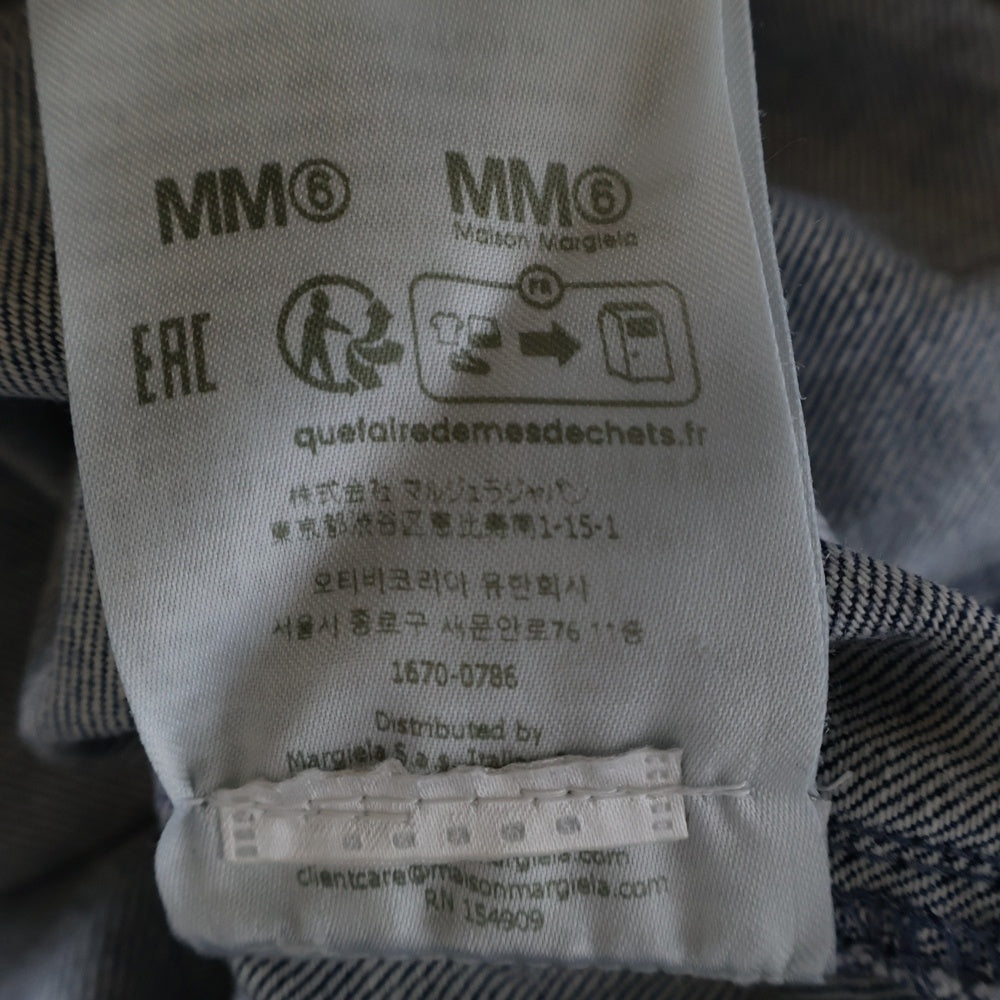 MM⑥ MM⑥
Maison Margiela
EAC
FR
quefairedemesdechets.fr
株式会社 マルジェラジャパン
東京都渋谷区恵比寿南1-15-1
오티비코리아 유한회사
서울시 종로구 새문안로76
1670-0786
Distributed by
Margiela S.a.s.
clientcare@maisonmargiela.com
RN 154909